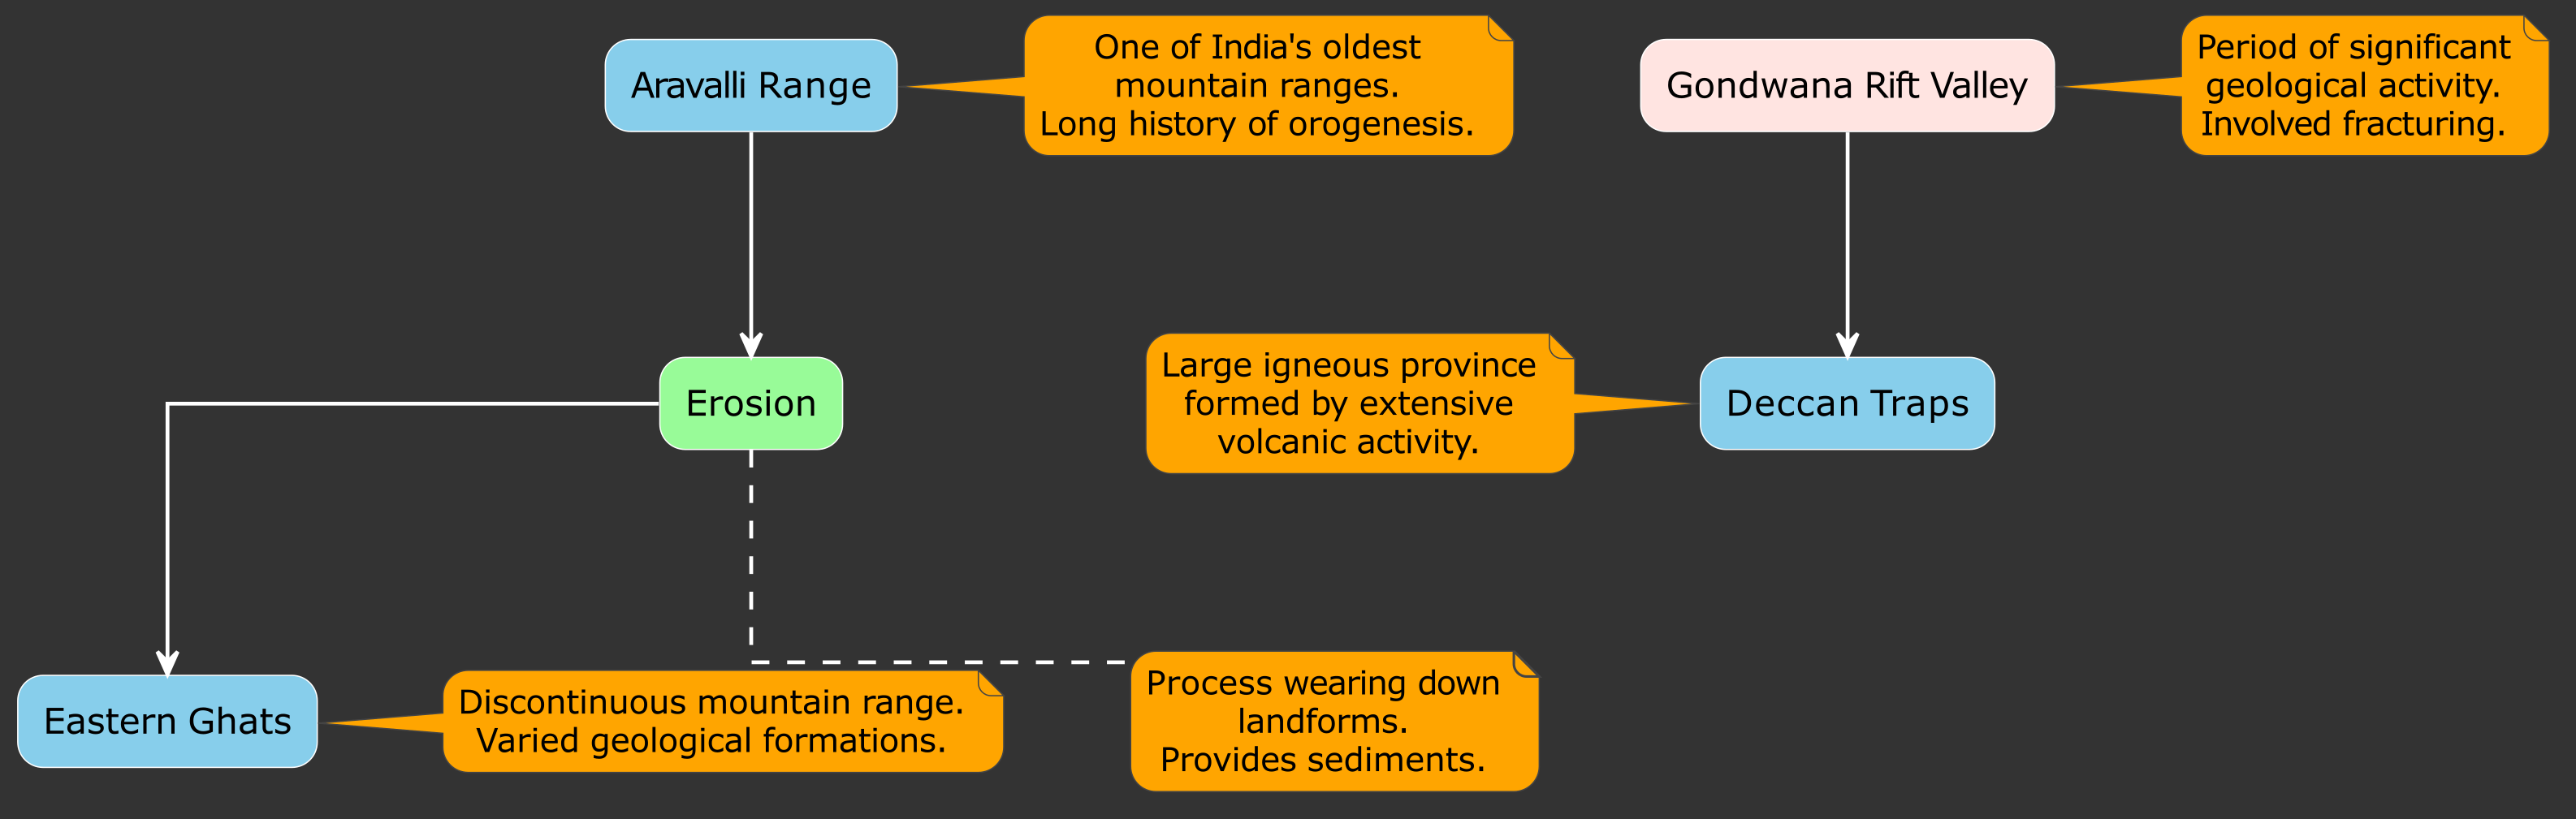 Aravalli Range
One of India's oldest
mountain ranges.
Long history of orogenesis.
Gondwana Rift Valley
Period of significant
geological activity.
Involved fracturing.
Erosion
Large igneous province
formed by extensive
volcanic activity.
Deccan Traps
Eastern Ghats
Discontinuous mountain range.
Varied geological formations.
Process wearing down
landforms.
Provides sediments.